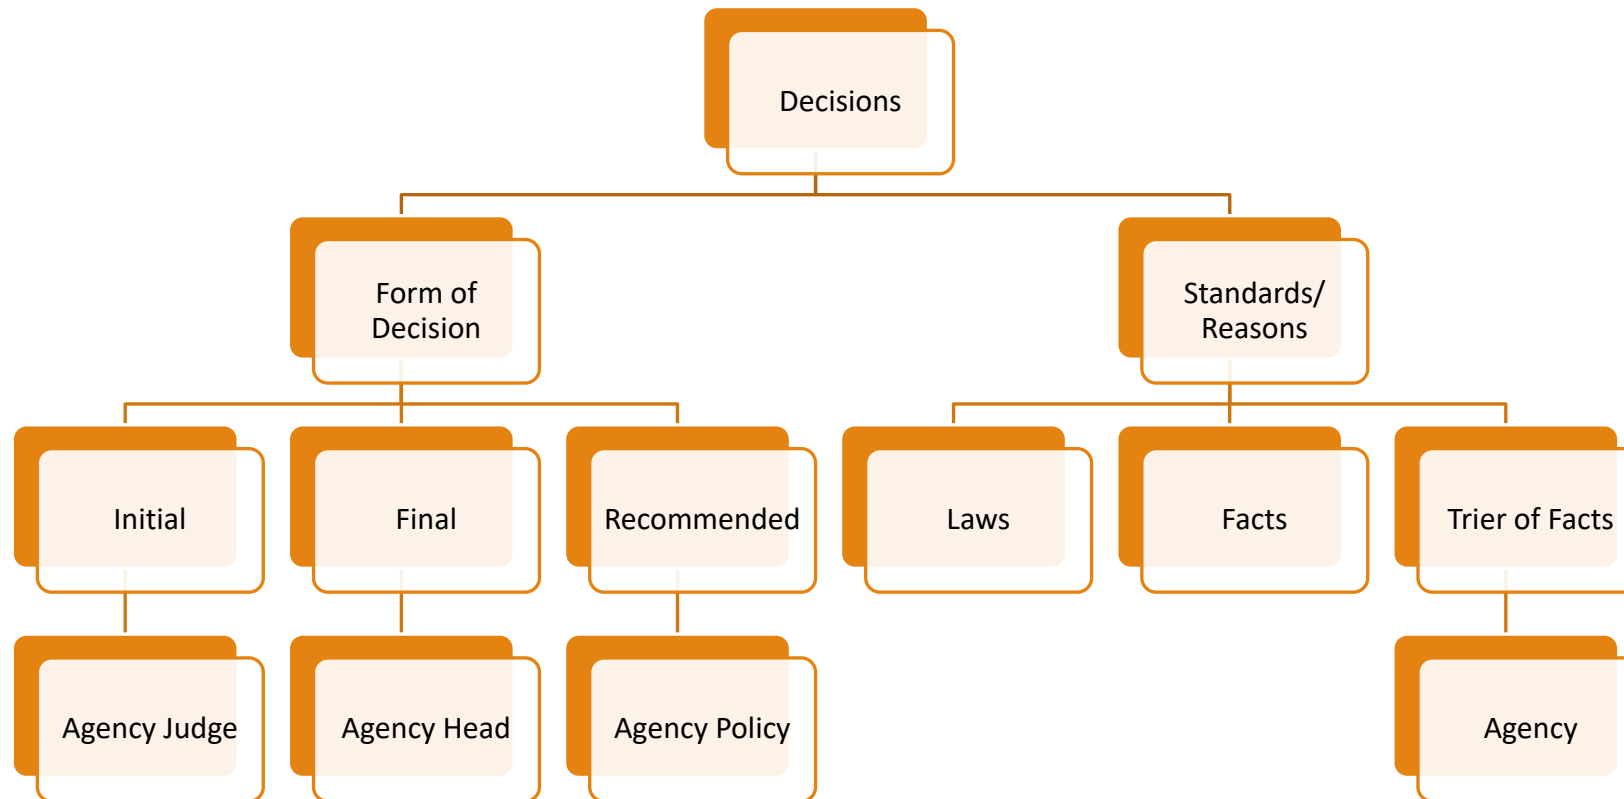 Decisions
Form of
Decision
Standards/
Reasons
Initial
Final
Recommended
Laws
Facts
Trier of Facts
Agency Judge
Agency Head
Agency Policy
Agency